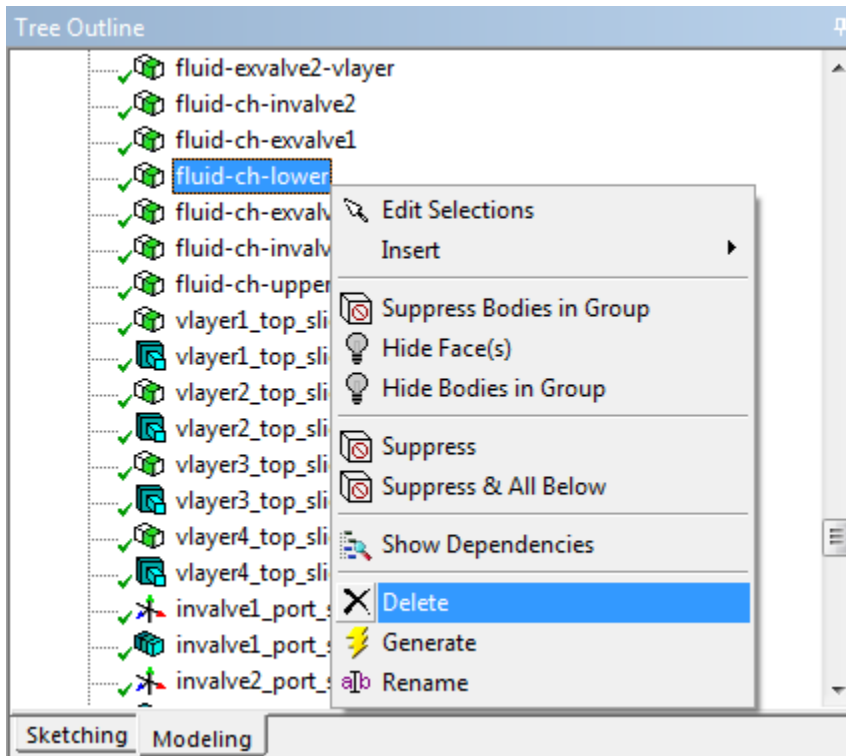 Tree Outline
fluid-exvalve2-vlayer
fluid-ch-invalve2
fluid-ch-exvalve1
fluid-ch-lower
fluid-ch-exval
fluid-ch-invalv
fluid-ch-upper
vlayer1_top_sli
vlayer1_top_sli
vlayer2_top_sli
vlayer2_top_sli
vlayer3_top_sli
vlayer3_top_sli
vlayer4_top_sli
vlayer4_top_sli
invalve1_port_s
invalve1_port_s
invalve2_port_s
Edit Selections
Insert
Suppress Bodies in Group
Hide Face(s)
Hide Bodies in Group
Suppress
Suppress & All Below
Show Dependencies
Delete
Generate
Rename
Sketching Modeling